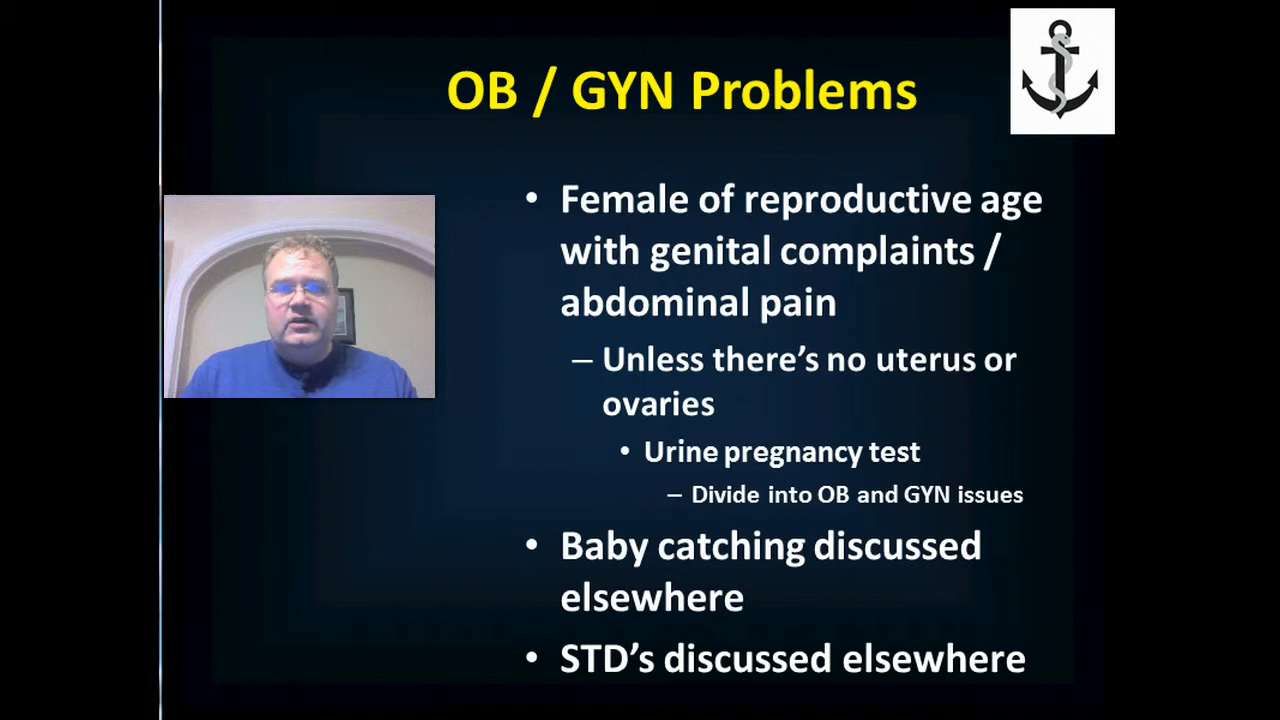 OB / GYN Problems
• Female of reproductive age
with genital complaints /
abdominal pain
– Unless there's no uterus or
ovaries
• Urine pregnancy test
– Divide into OB and GYN issues
• Baby catching discussed
elsewhere
• STD's discussed elsewhere